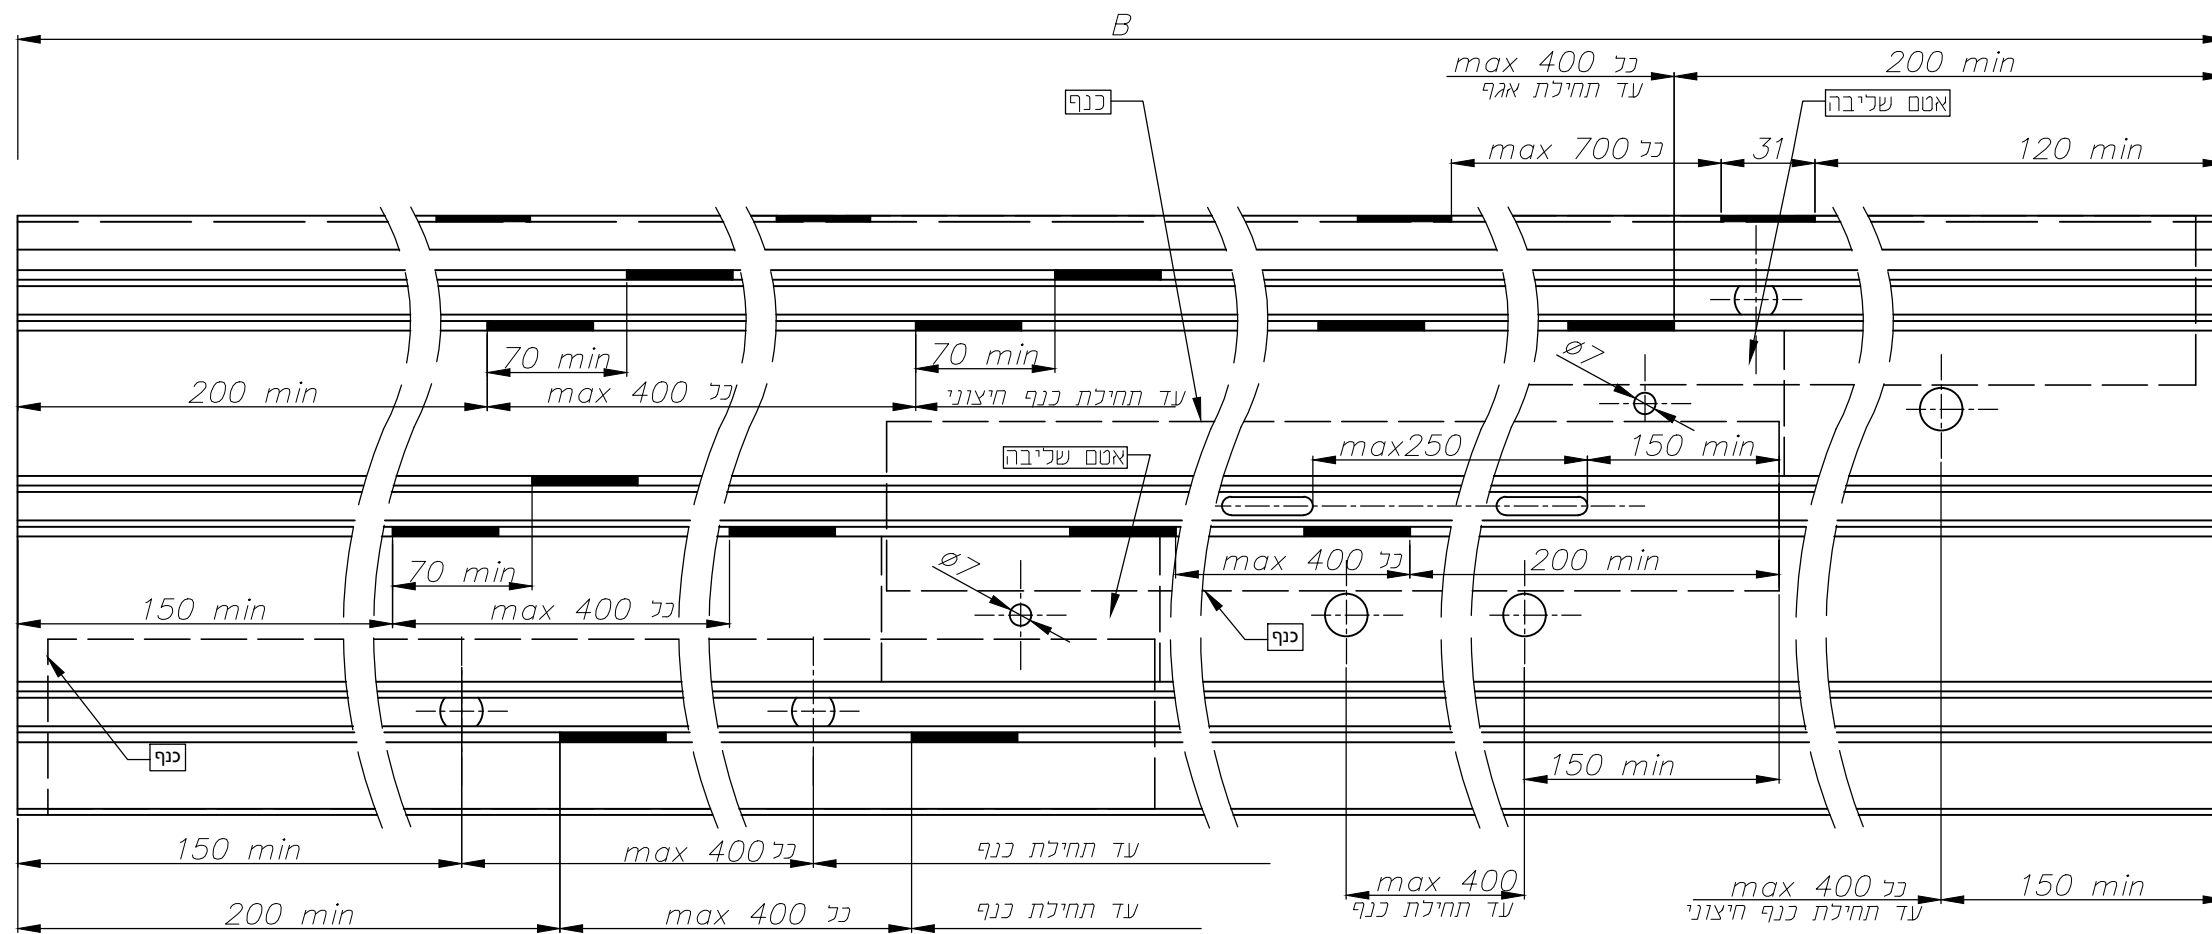 B
max 400 כל
עד תחילת אגף
200 min
כנף
אטם שליבה
max 700 כל
31
120 min
70 min
70 min
ø7
200 min
max 400 כל
עד תחילת כנף חיצוני
אטם שליבה
max250
150 min
70 min
ø7
max 400 כל
200 min
150 min
max 400 כל
כנף
כנף
150 min
150 min
max 400 כל
עד תחילת כנף
max 400
עד תחילת כנף
max 400 כל
עד תחילת כנף חיצוני
150 min
200 min
max 400 כל
עד תחילת כנף